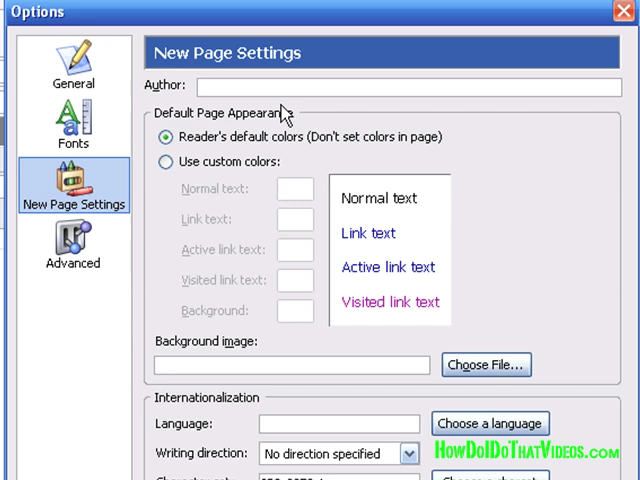 Options
General
Fonts
New Page Settings
Advanced
New Page Settings
Author:
Default Page Appearance
Reader's default colors (Don't set colors in page)
Use custom colors:
Normal text:
Link text:
Active link text:
Visited link text:
Background:
Normal text
Link text
Active link text
Visited link text
Background image:
Choose File...
Internationalization
Language:
Choose a language
Writing direction:
No direction specified
HowDoIDoThatVideos.com